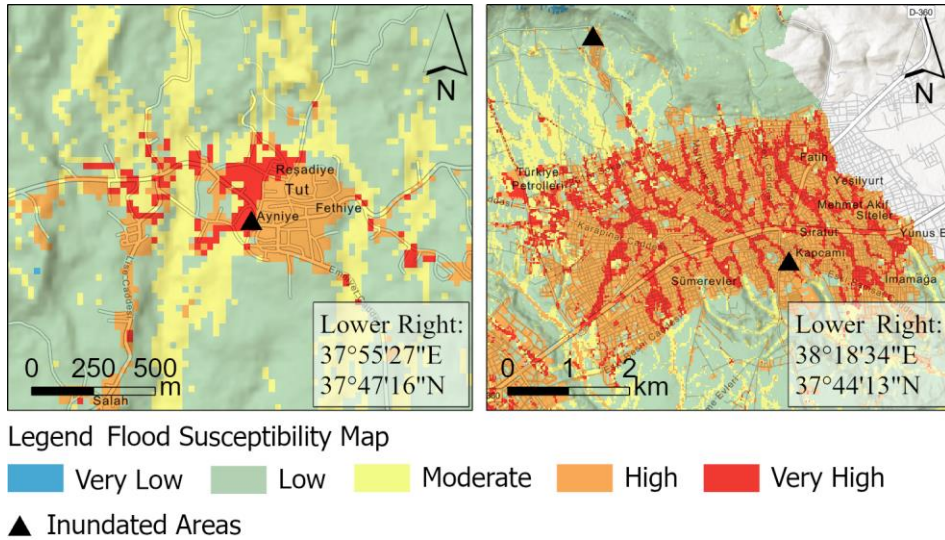 N
Reşadiye
Tut
Fethiye
Ayniye
Salah
0 250 500
m
Lower Right:
37°55'27"E
37°47'16"N
D-360
N
Fatih
Türkiye
Petrolleri
Yeşilyurt
Mehmet Akif
Siteler
Yunus E
Siratut
Kapcami
Sümerevler
Imamağa
0 1 2
km
Lower Right:
38°18'34"E
37°44'13"N
Legend Flood Susceptibility Map
Very Low Low Moderate High Very High
Inundated Areas